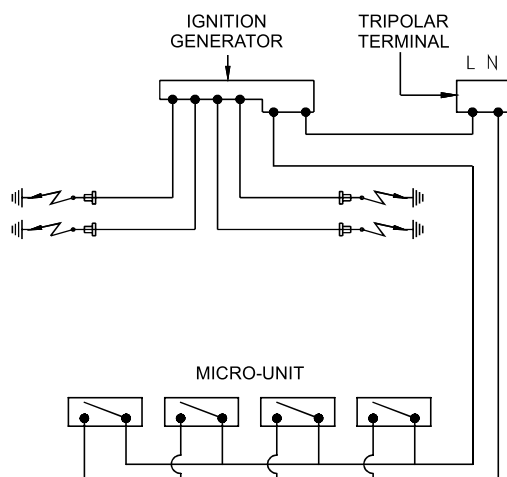 IGNITION
GENERATOR
TRIPOLAR
TERMINAL
L N
MICRO-UNIT